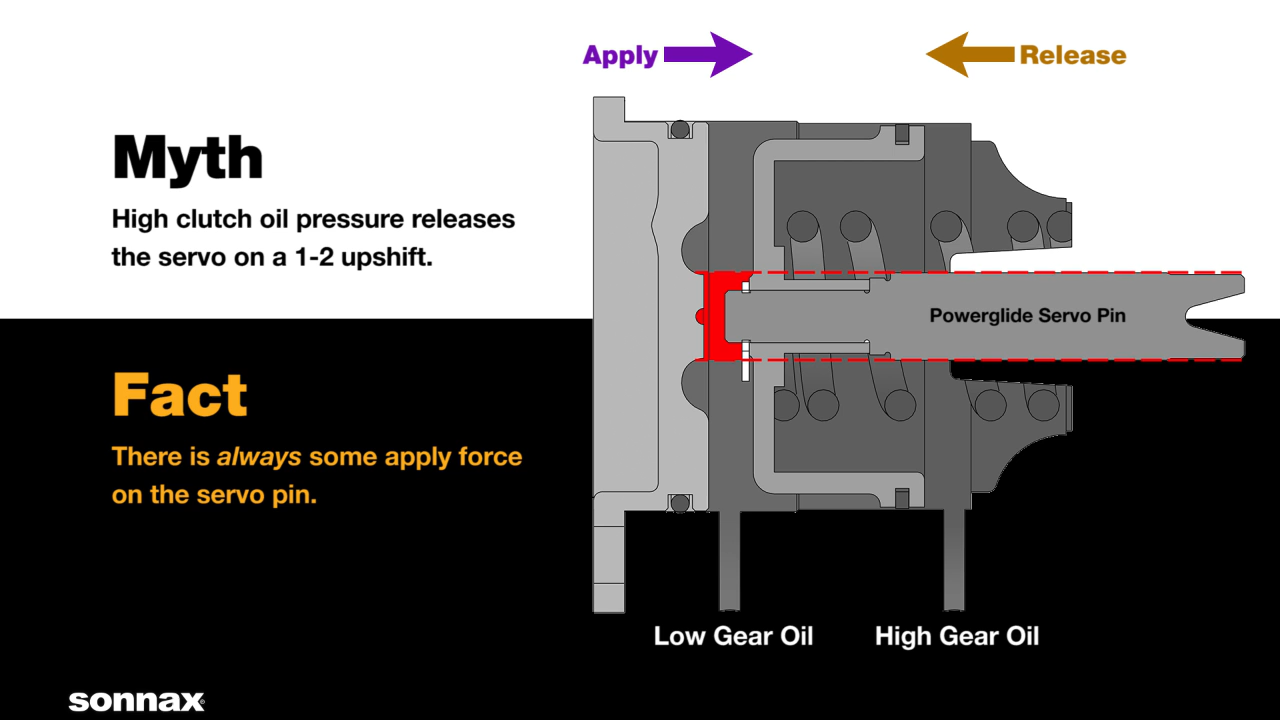 Apply
Release
Myth
High clutch oil pressure releases
the servo on a 1-2 upshift.
Powerglide Servo Pin
Fact
There is always some apply force
on the servo pin.
Low Gear Oil
High Gear Oil
sonnax